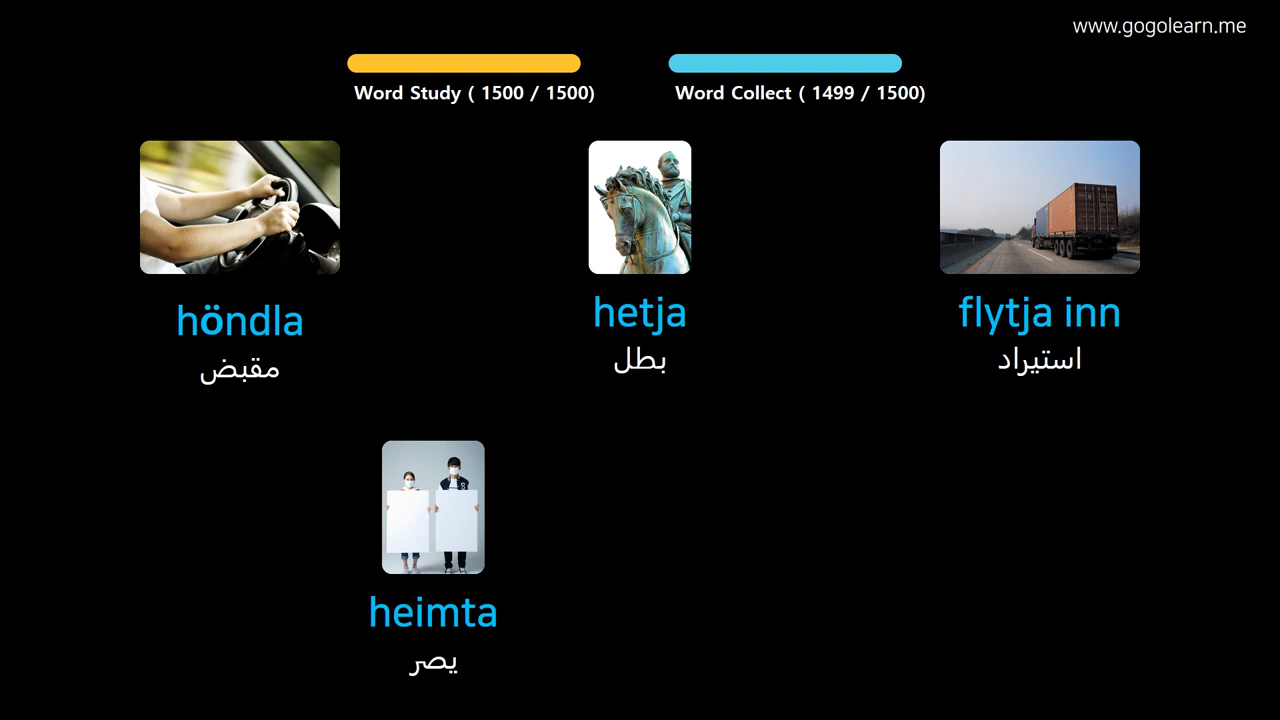 www.gogolearn.me
Word Study ( 1500 / 1500)
Word Collect ( 1499 / 1500)
höndla
مقبض
hetja
بطل
flytja inn
استيراد
heimta
يصر